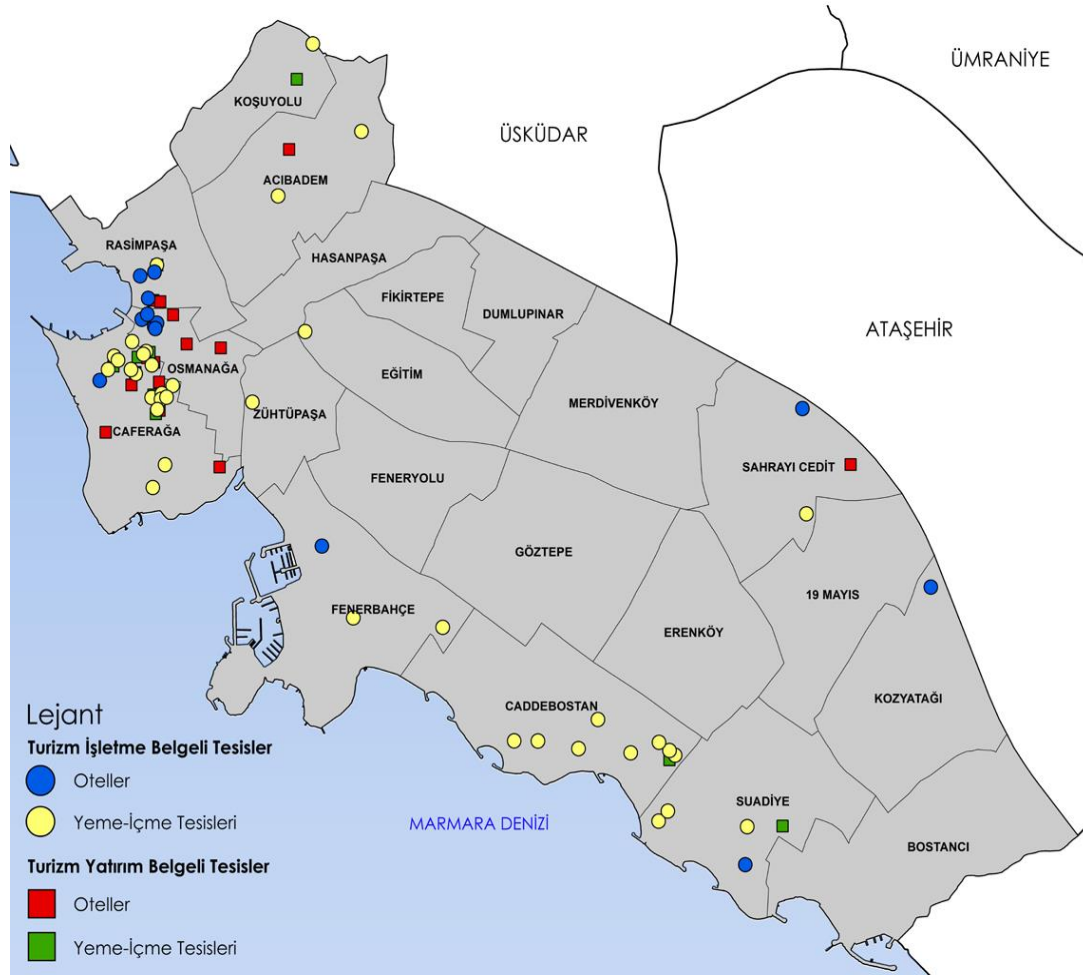 ÜMRANİYE
KOŞUYOLU
ÜSKÜDAR
ACIBADEM
RASİMPAŞA
HASANPAŞA
FİKİRTEPE
DUMLUPINAR
ATAŞEHİR
OSMANAĞA
EĞİTİM
MERDİVENKÖY
ZÜHTÜPAŞA
CAFERAĞA
SAHRAYI CEDİT
FENERYOLU
GÖZTEPE
19 MAYIS
FENERBAHÇE
ERENKÖY
KOZYATAĞI
CADDEBOSTAN
SUADİYE
MARMARA DENİZİ
BOSTANCI
Lejant
Turizm İşletme Belgeli Tesisler
Oteller
Yeme-İçme Tesisleri
Turizm Yatırım Belgeli Tesisler
Oteller
Yeme-İçme Tesisleri